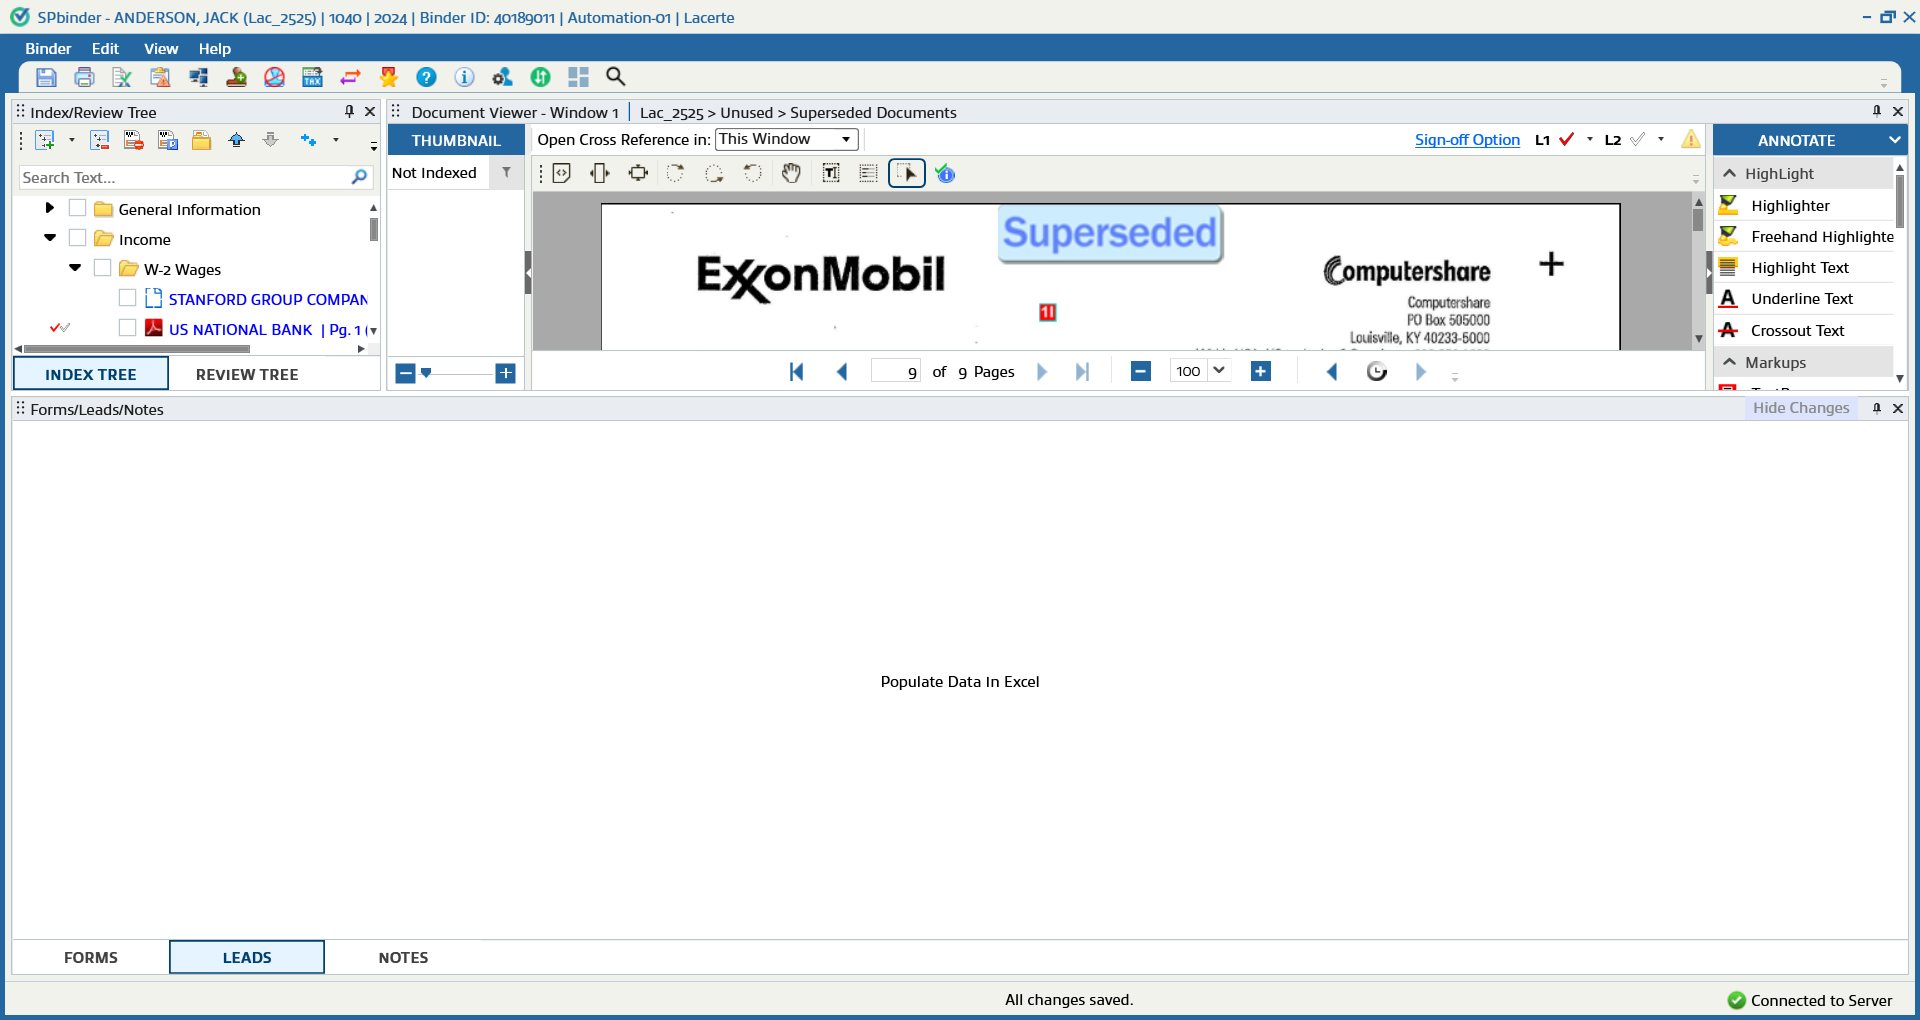 SPbinder - ANDERSON, JACK (Lac_2525) | 1040 | 2024 | Binder ID: 40189011 | Automation-01 | Lacerte
Binder Edit View Help
Index/Review Tree
Document Viewer - Window 1 | Lac_2525 > Unused > Superseded Documents
THUMBNAIL
Open Cross Reference in: This Window
Sign-off Option L1 L2
ANNOTATE
Not Indexed
Search Text...
HighLight
General Information
Highlighter
Superseded
Income
Freehand Highlighte
W-2 Wages
ExxonMobil
Computershare
Highlight Text
STANFORD GROUP COMPAN
Computershare
Underline Text
PO Box 505000
US NATIONAL BANK | Pg. 1 (
Louisville, KY 40233-5000
Crossout Text
Markups
INDEX TREE REVIEW TREE
9 of 9 Pages
100
Forms/Leads/Notes
Hide Changes
Populate Data In Excel
FORMS LEADS NOTES
All changes saved.
Connected to Server